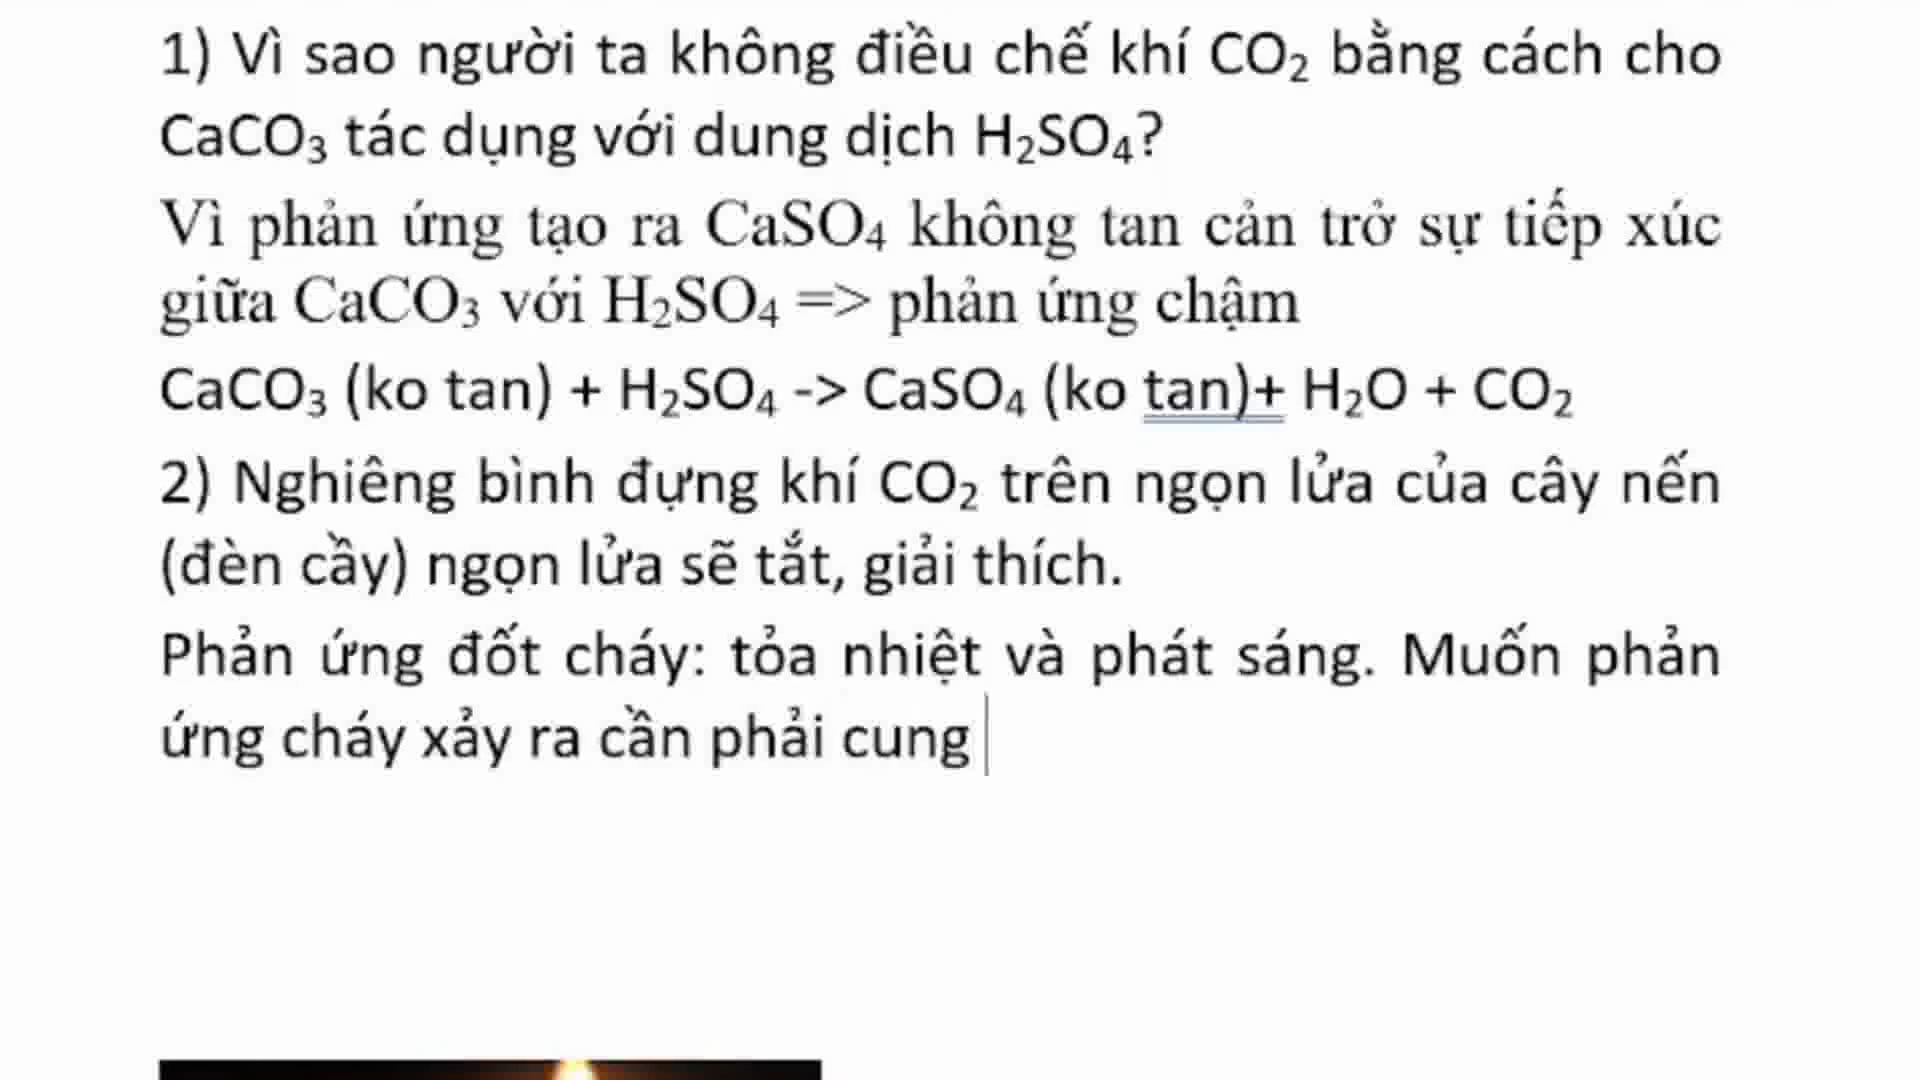 1) Vì sao người ta không điều chế khí CO₂ bằng cách cho
CaCO₃ tác dụng với dung dịch H₂SO₄?
Vì phản ứng tạo ra CaSO₄ không tan cản trở sự tiếp xúc
giữa CaCO₃ với H₂SO₄ => phản ứng chậm
CaCO₃ (ko tan) + H₂SO₄ -> CaSO₄ (ko tan)+ H₂O + CO₂
2) Nghiêng bình đựng khí CO₂ trên ngọn lửa của cây nến
(đèn cầy) ngọn lửa sẽ tắt, giải thích.
Phản ứng đốt cháy: tỏa nhiệt và phát sáng. Muốn phản
ứng cháy xảy ra cần phải cung